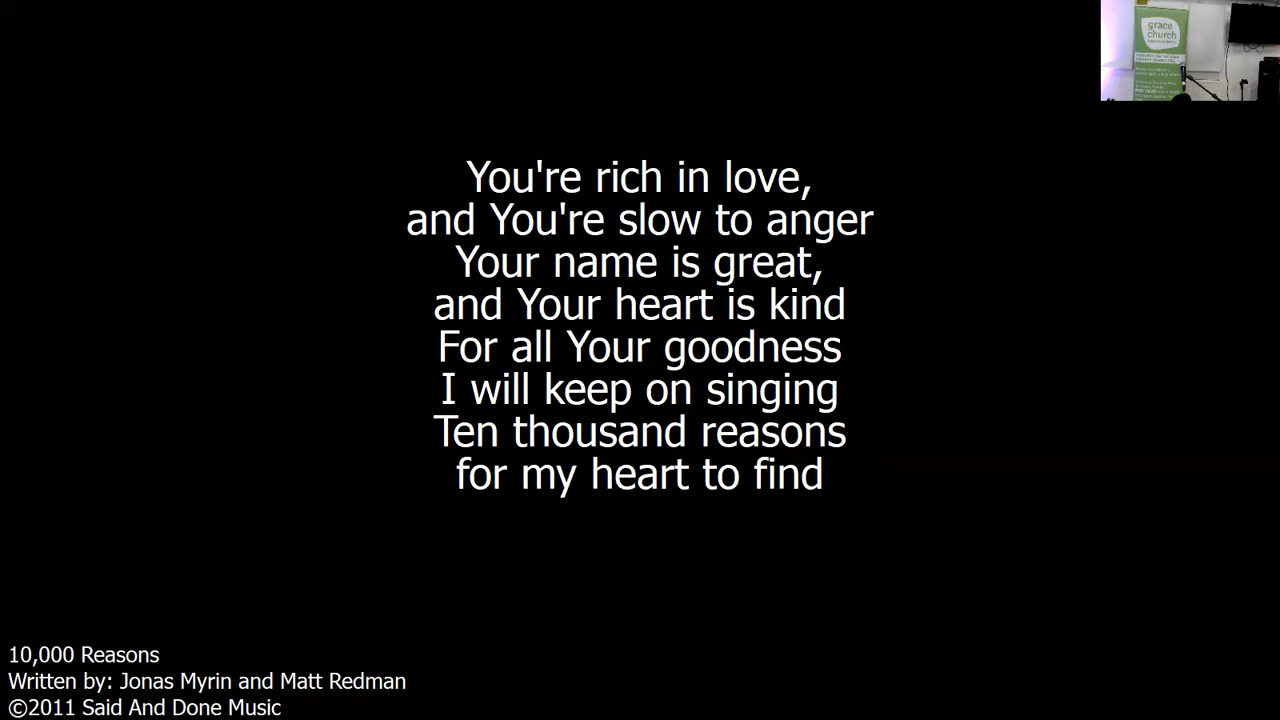 grace
church
You're rich in love,
and You're slow to anger
Your name is great,
and Your heart is kind
For all Your goodness
I will keep on singing
Ten thousand reasons
for my heart to find
10,000 Reasons
Written by: Jonas Myrin and Matt Redman
©2011 Said And Done Music